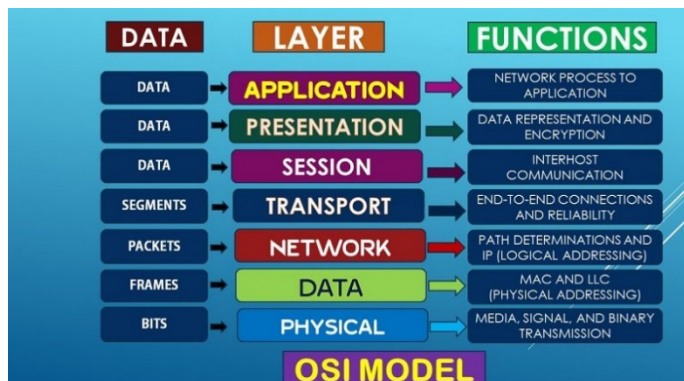 DATA LAYER FUNCTIONS
DATA APPLICATION NETWORK PROCESS TO
APPLICATION
DATA PRESENTATION DATA REPRESENTATION AND
ENCRYPTION
DATA SESSION INTERHOST
COMMUNICATION
SEGMENTS TRANSPORT END-TO-END CONNECTIONS
AND RELIABILITY
PACKETS NETWORK PATH DETERMINATIONS AND
IP (LOGICAL ADDRESSING)
FRAMES DATA MAC AND LLC
(PHYSICAL ADDRESSING)
BITS PHYSICAL MEDIA, SIGNAL, AND BINARY
TRANSMISSION
OSI MODEL